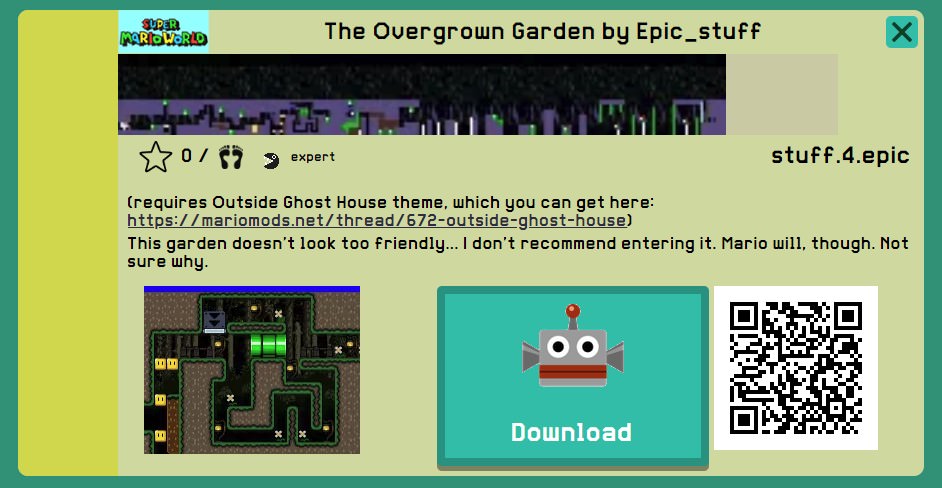 SUPER
MARIO WORLD
The Overgrown Garden by Epic_stuff
0 /
expert
stuff.4.epic
(requires Outside Ghost House theme, which you can get here:
https://mariomods.net/thread/672-outside-ghost-house)
This garden doesn't look too friendly... I don't recommend entering it. Mario will, though. Not
sure why.
Download